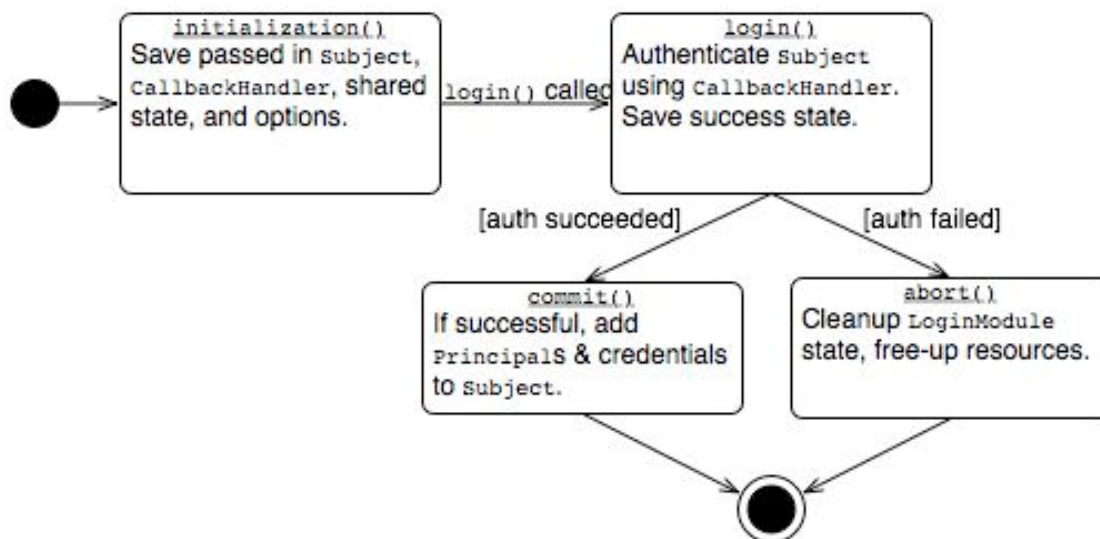 initialization()
Save passed in Subject,
CallbackHandler, shared
state, and options.
login() called
login()
Authenticate Subject
using CallbackHandler.
Save success state.
[auth succeeded]
[auth failed]
commit()
If successful, add
Principals & credentials
to Subject.
abort()
Cleanup LoginModule
state, free-up resources.